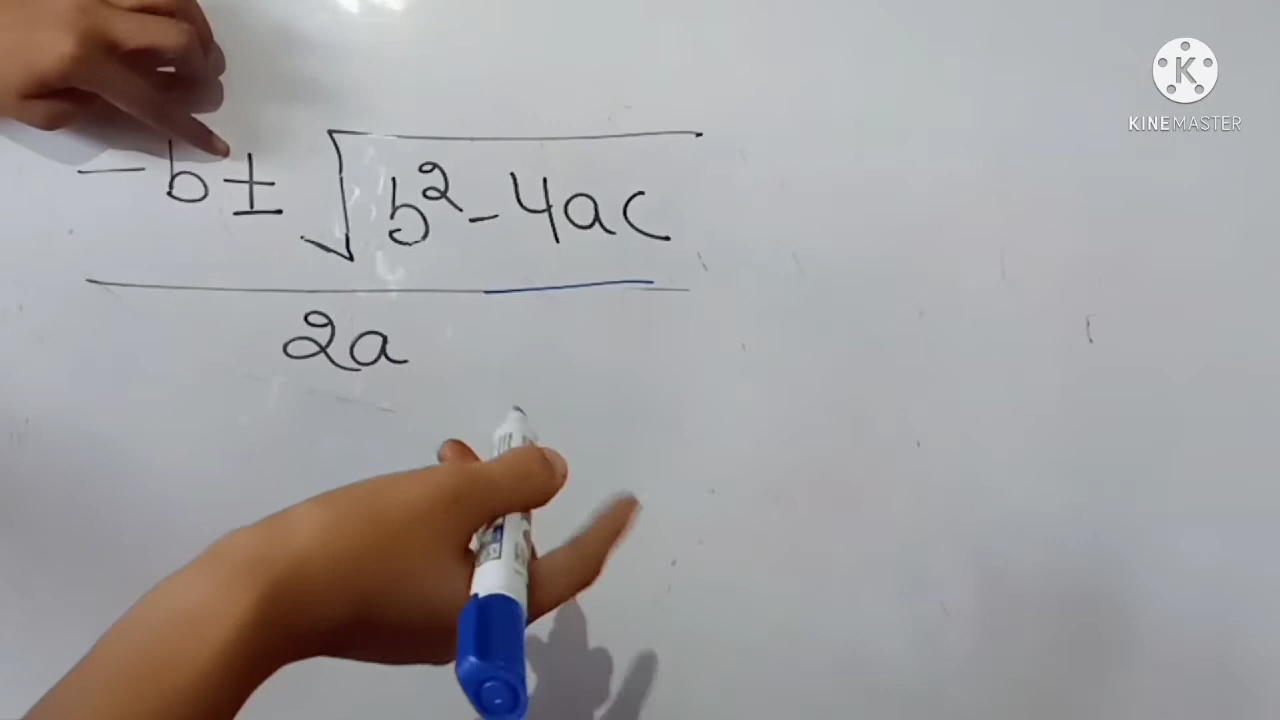 -b ± √b² - 4ac
2a
K
KINEMASTER